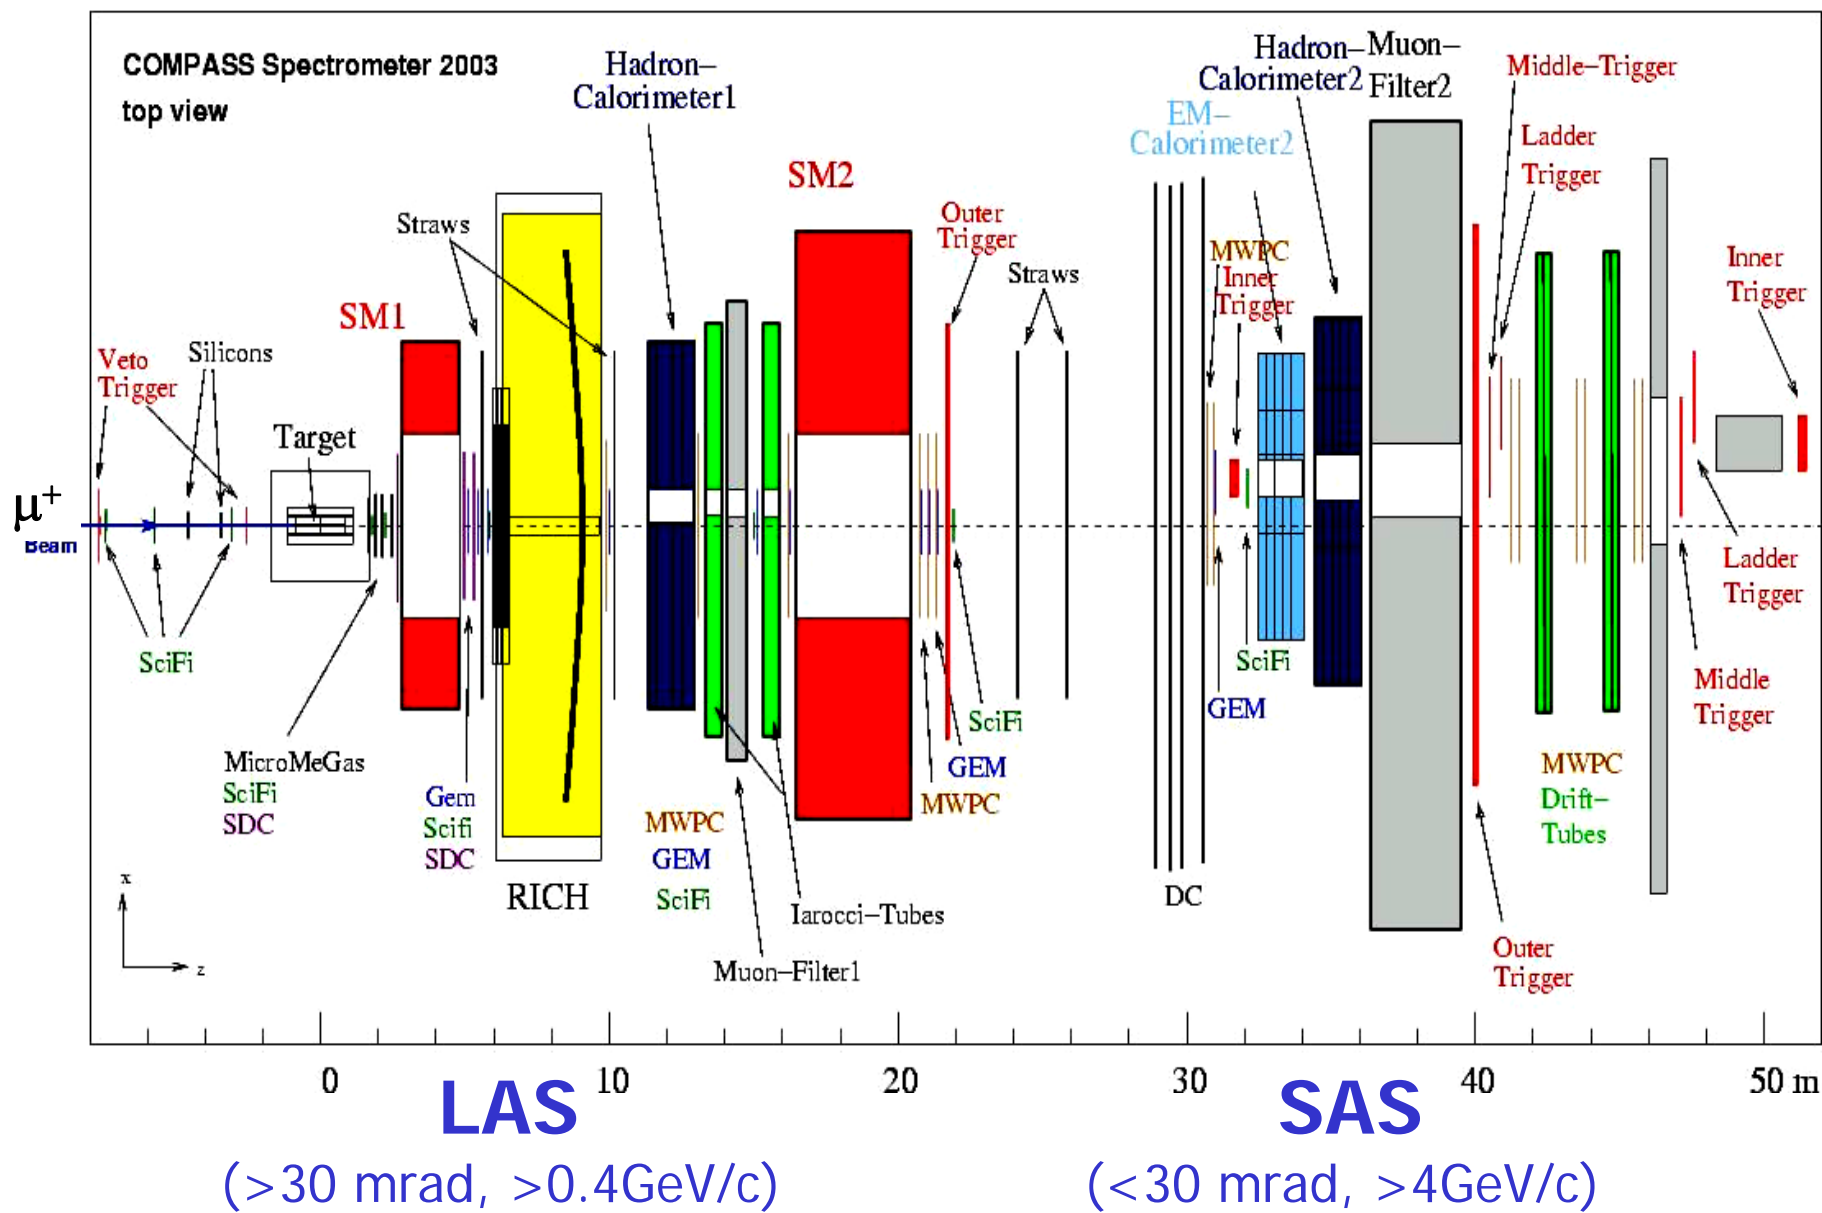 COMPASS Spectrometer 2003
top view
Hadron–
Calorimeter1
Hadron–
Calorimeter2
Muon–
Filter2
Middle–Trigger
EM–
Calorimeter2
Ladder
Trigger
SM2
Straws
Outer
Trigger
Straws
MWPC
Inner
Trigger
Inner
Trigger
SM1
Veto
Trigger
Silicons
Target
μ+
Beam
SciFi
SciFi
GEM
SciFi
Ladder
Trigger
Middle
Trigger
MicroMeGas
SciFi
SDC
Gem
Scifi
SDC
GEM
MWPC
MWPC
GEM
SciFi
MWPC
Drift–
Tubes
RICH
Iarocci–Tubes
DC
Muon–Filter1
Outer
Trigger
x
z
0 10 20 30 40 50 m
LAS SAS
(>30 mrad, >0.4GeV/c) (<30 mrad, >4GeV/c)